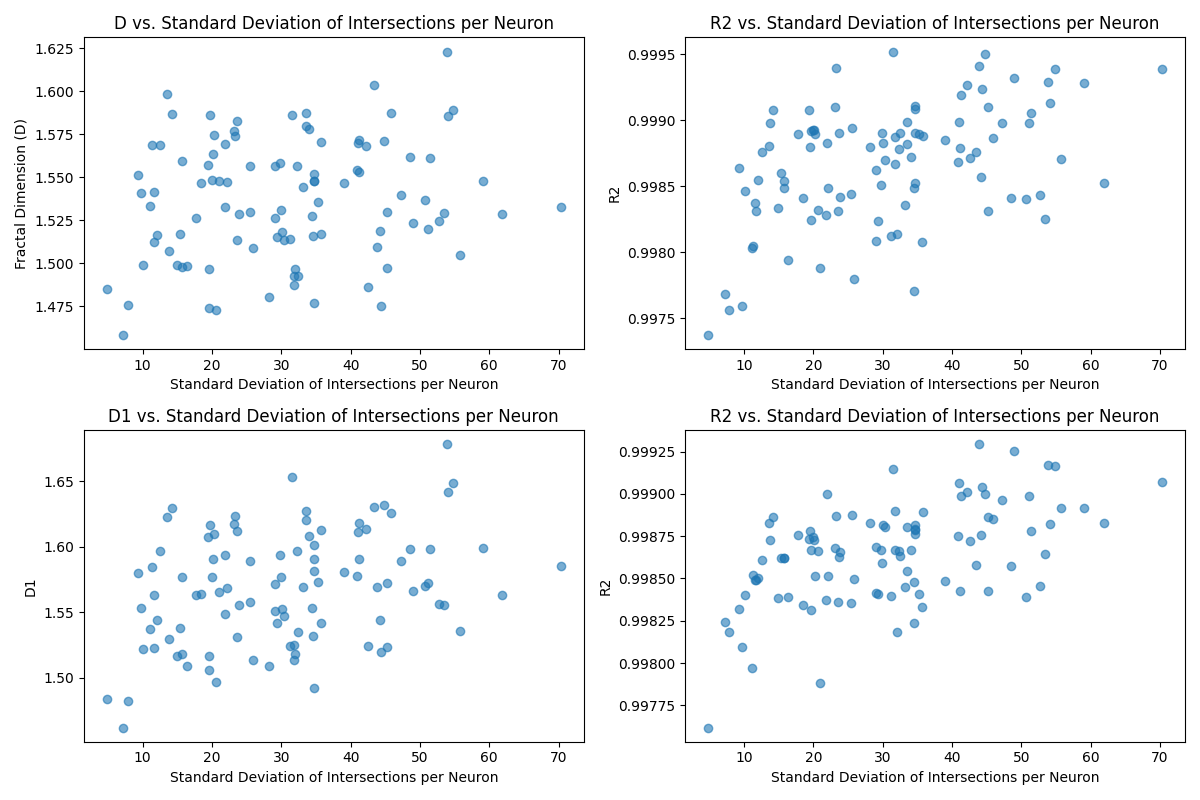 D vs. Standard Deviation of Intersections per Neuron
Fractal Dimension (D)
1.625
1.600
1.575
1.550
1.525
1.500
1.475
10 20 30 40 50 60 70
Standard Deviation of Intersections per Neuron
R2 vs. Standard Deviation of Intersections per Neuron
R2
0.9995
0.9990
0.9985
0.9980
0.9975
10 20 30 40 50 60 70
Standard Deviation of Intersections per Neuron
D1 vs. Standard Deviation of Intersections per Neuron
D1
1.65
1.60
1.55
1.50
10 20 30 40 50 60 70
Standard Deviation of Intersections per Neuron
R2 vs. Standard Deviation of Intersections per Neuron
R2
0.99925
0.99900
0.99875
0.99850
0.99825
0.99800
0.99775
10 20 30 40 50 60 70
Standard Deviation of Intersections per Neuron